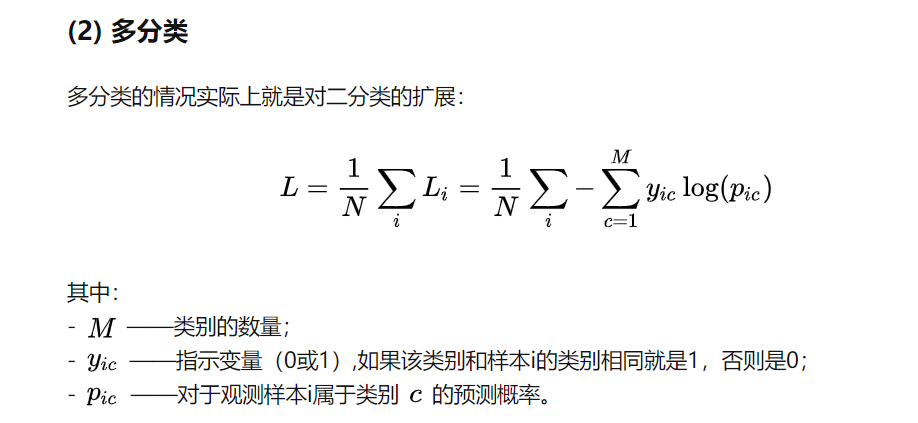 (2) 多分类
多分类的情况实际上就是对二分类的扩展：
$L = \frac{1}{N} \sum_{i} L_i = \frac{1}{N} \sum_{i} - \sum_{c=1}^{M} y_{ic} \log(p_{ic})$
其中：
- $M$ ——类别的数量；
- $y_{ic}$ ——指示变量（0或1）,如果该类别和样本i的类别相同就是1，否则是0；
- $p_{ic}$ ——对于观测样本i属于类别 $c$ 的预测概率。